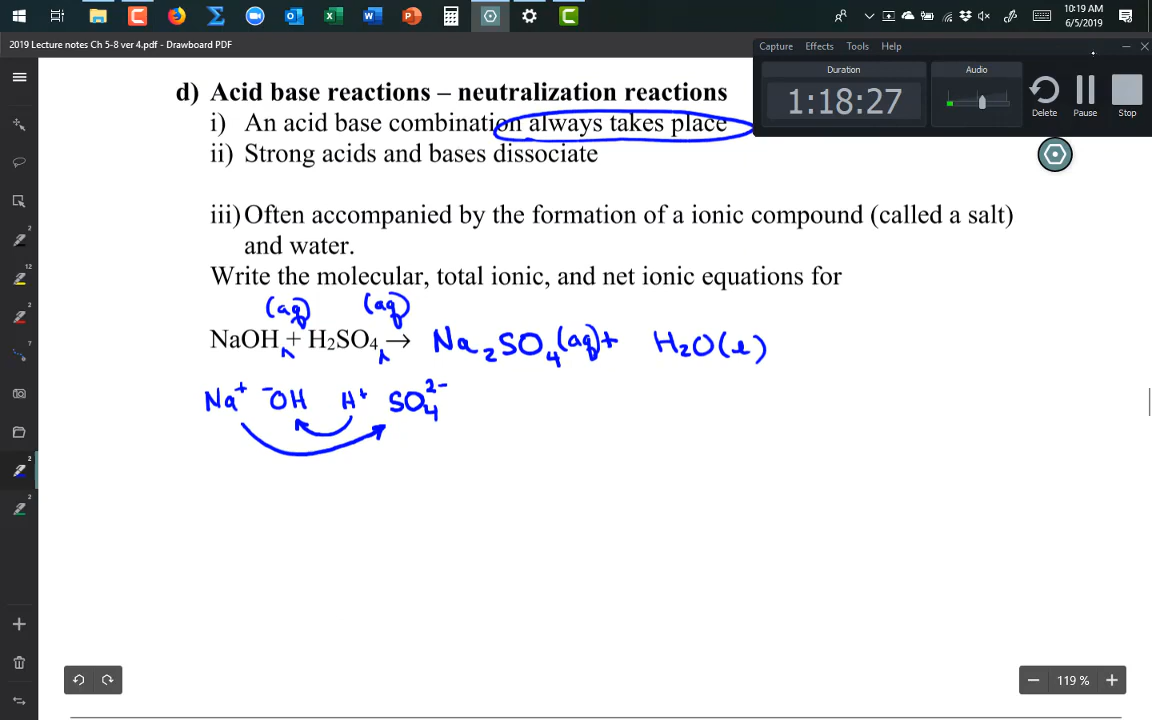 10:19 AM
6/5/2019
2019 Lecture notes Ch 5-8 ver 4.pdf - Drawboard PDF
Capture Effects Tools Help
Duration Audio
1:18:27
Delete Pause Stop
d) Acid base reactions – neutralization reactions
i) An acid base combination always takes place
ii) Strong acids and bases dissociate
iii) Often accompanied by the formation of a ionic compound (called a salt)
and water.
Write the molecular, total ionic, and net ionic equations for
(aq) (aq)
NaOH + H₂SO₄ → Na₂SO₄(aq) + H₂O(l)
Na⁺ ⁻OH H⁺ SO₄²⁻
119 %